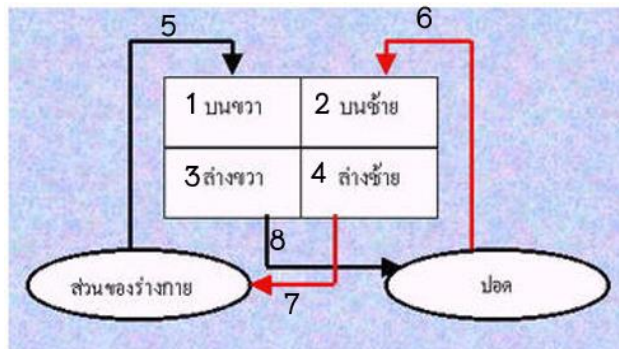 5 6
1 บนขวา 2 บนซ้าย
3 ล่างขวา 4 ล่างซ้าย
8
ส่วนของร่างกาย 7 ปอด